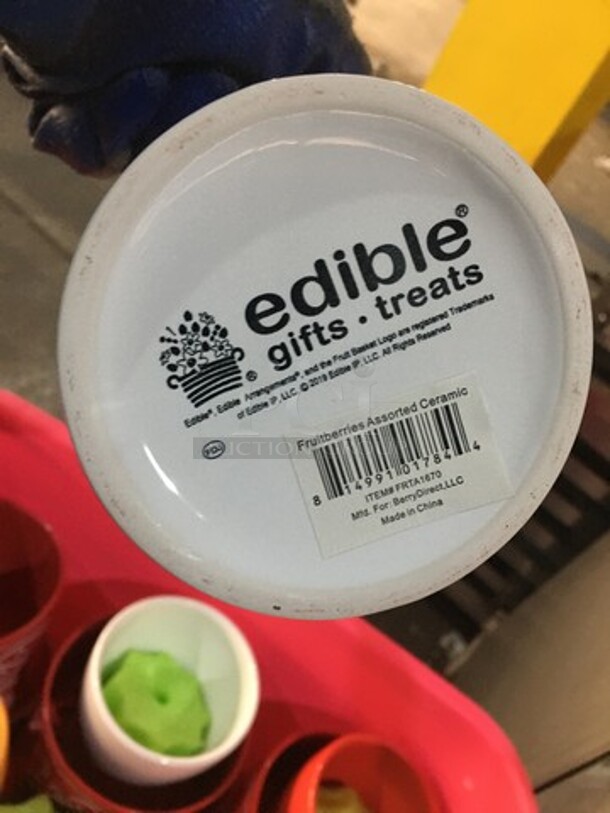 edible®
gifts · treats
®
Edible®, Edible Arrangements®, and the Fruit Basket Logo are registered Trademarks
of Edible IP, LLC. © 2019 Edible IP, LLC. All Rights Reserved
Fruitberries Assorted Ceramic
8 14991 01784 4
ITEM# FRTA1670
Mfd. For: BerryDirect,LLC
Made in China